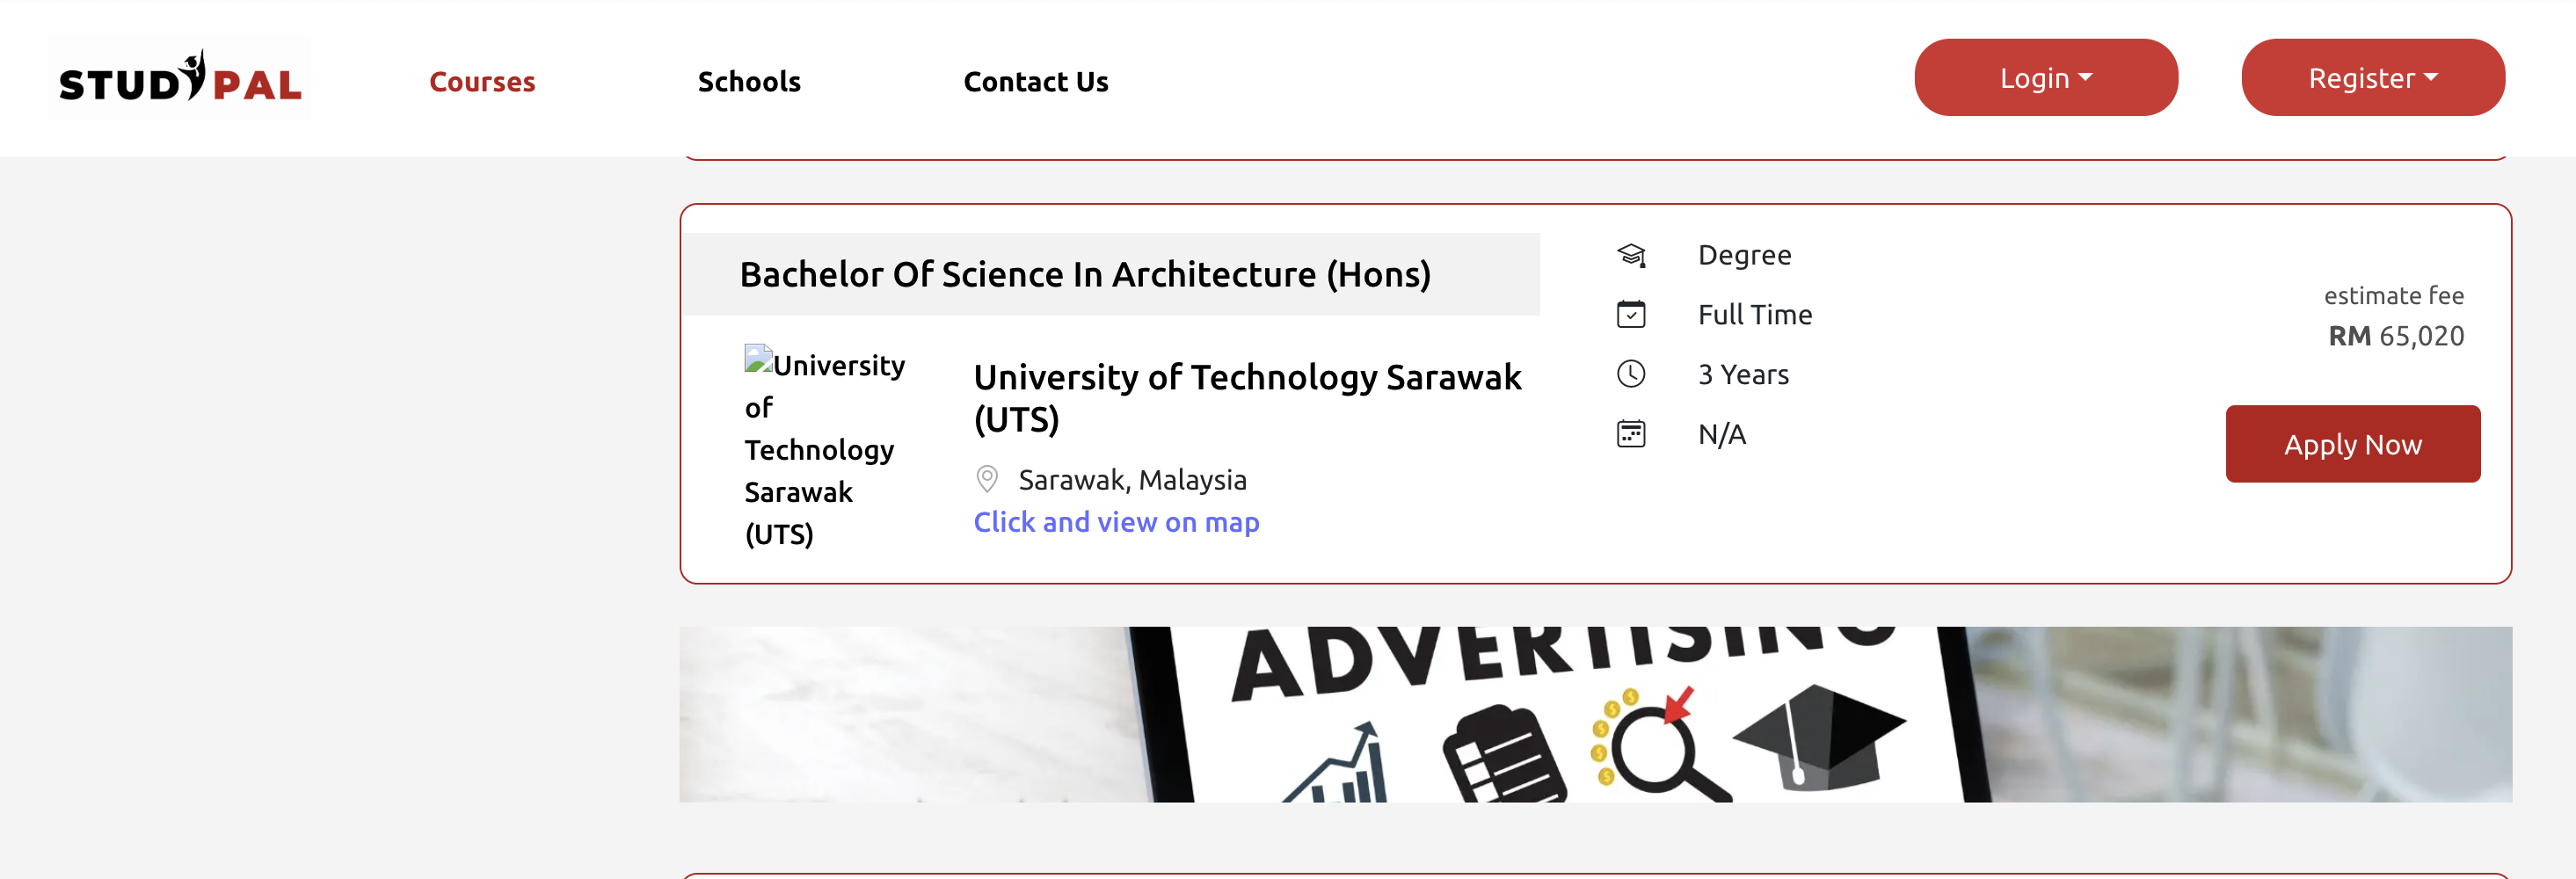 STUDYPAL
Courses
Schools
Contact Us
Login
Register
Bachelor Of Science In Architecture (Hons)
University
of
Technology
Sarawak
(UTS)
University of Technology Sarawak
(UTS)
Sarawak, Malaysia
Click and view on map
Degree
Full Time
3 Years
N/A
estimate fee
RM 65,020
Apply Now
ADVERTISING